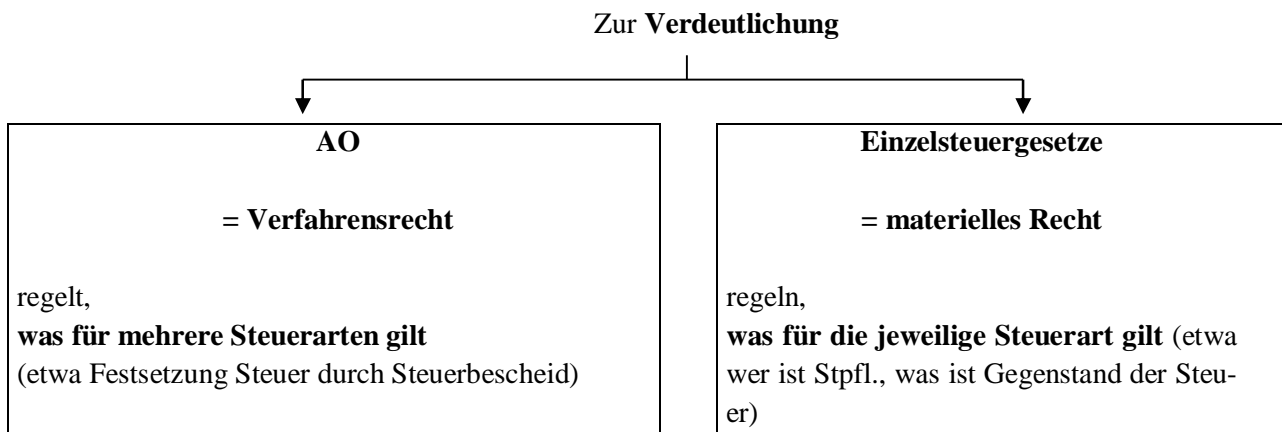 Zur Verdeutlichung
AO
= Verfahrensrecht
regelt,
was für mehrere Steuerarten gilt
(etwa Festsetzung Steuer durch Steuerbescheid)
Einzelsteuergesetze
= materielles Recht
regeln,
was für die jeweilige Steuerart gilt (etwa
wer ist Stpfl., was ist Gegenstand der Steu-
er)